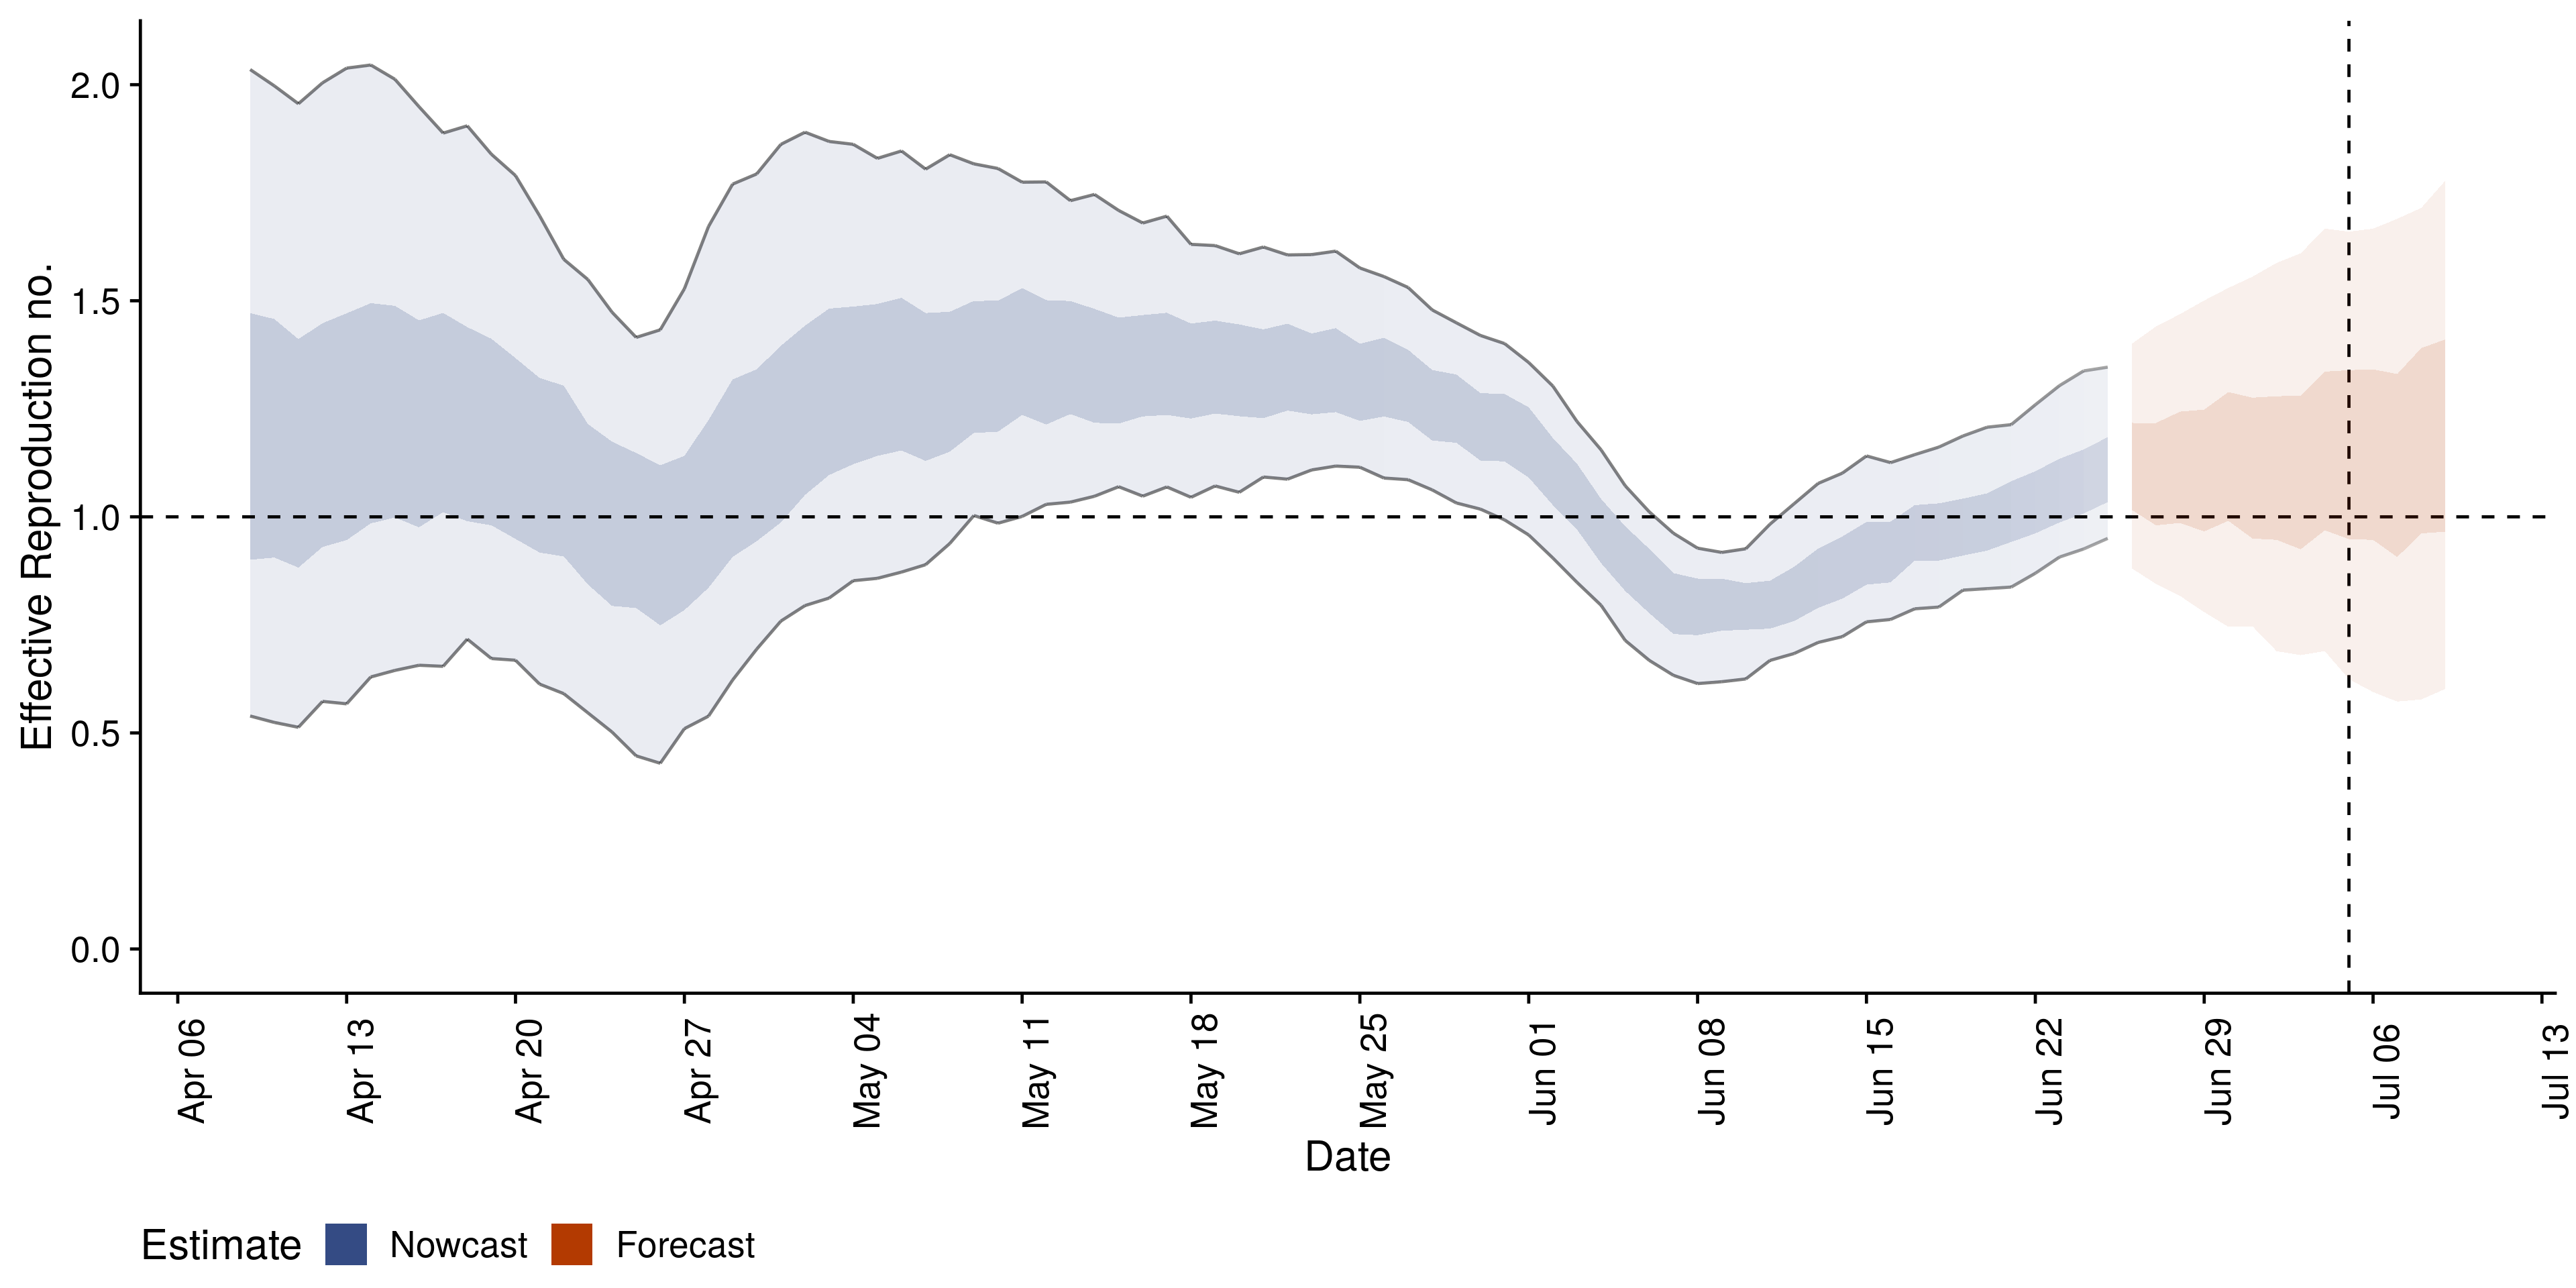 Effective Reproduction no.
2.0
1.5
1.0
0.5
0.0
Apr 06
Apr 13
Apr 20
Apr 27
May 04
May 11
May 18
May 25
Jun 01
Jun 08
Jun 15
Jun 22
Jun 29
Jul 06
Jul 13
Date
Estimate Nowcast Forecast